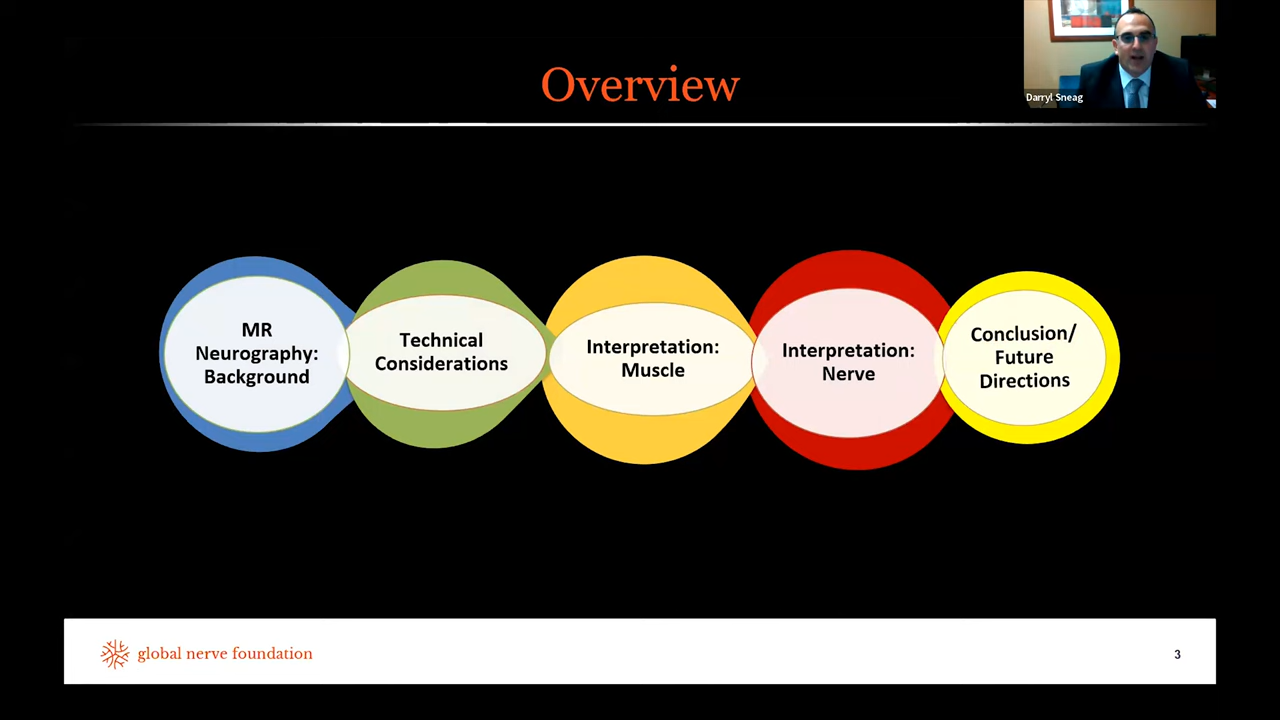 Overview
Darryl Sneag
MR
Neurography:
Background
Technical
Considerations
Interpretation:
Muscle
Interpretation:
Nerve
Conclusion/
Future
Directions
global nerve foundation
3